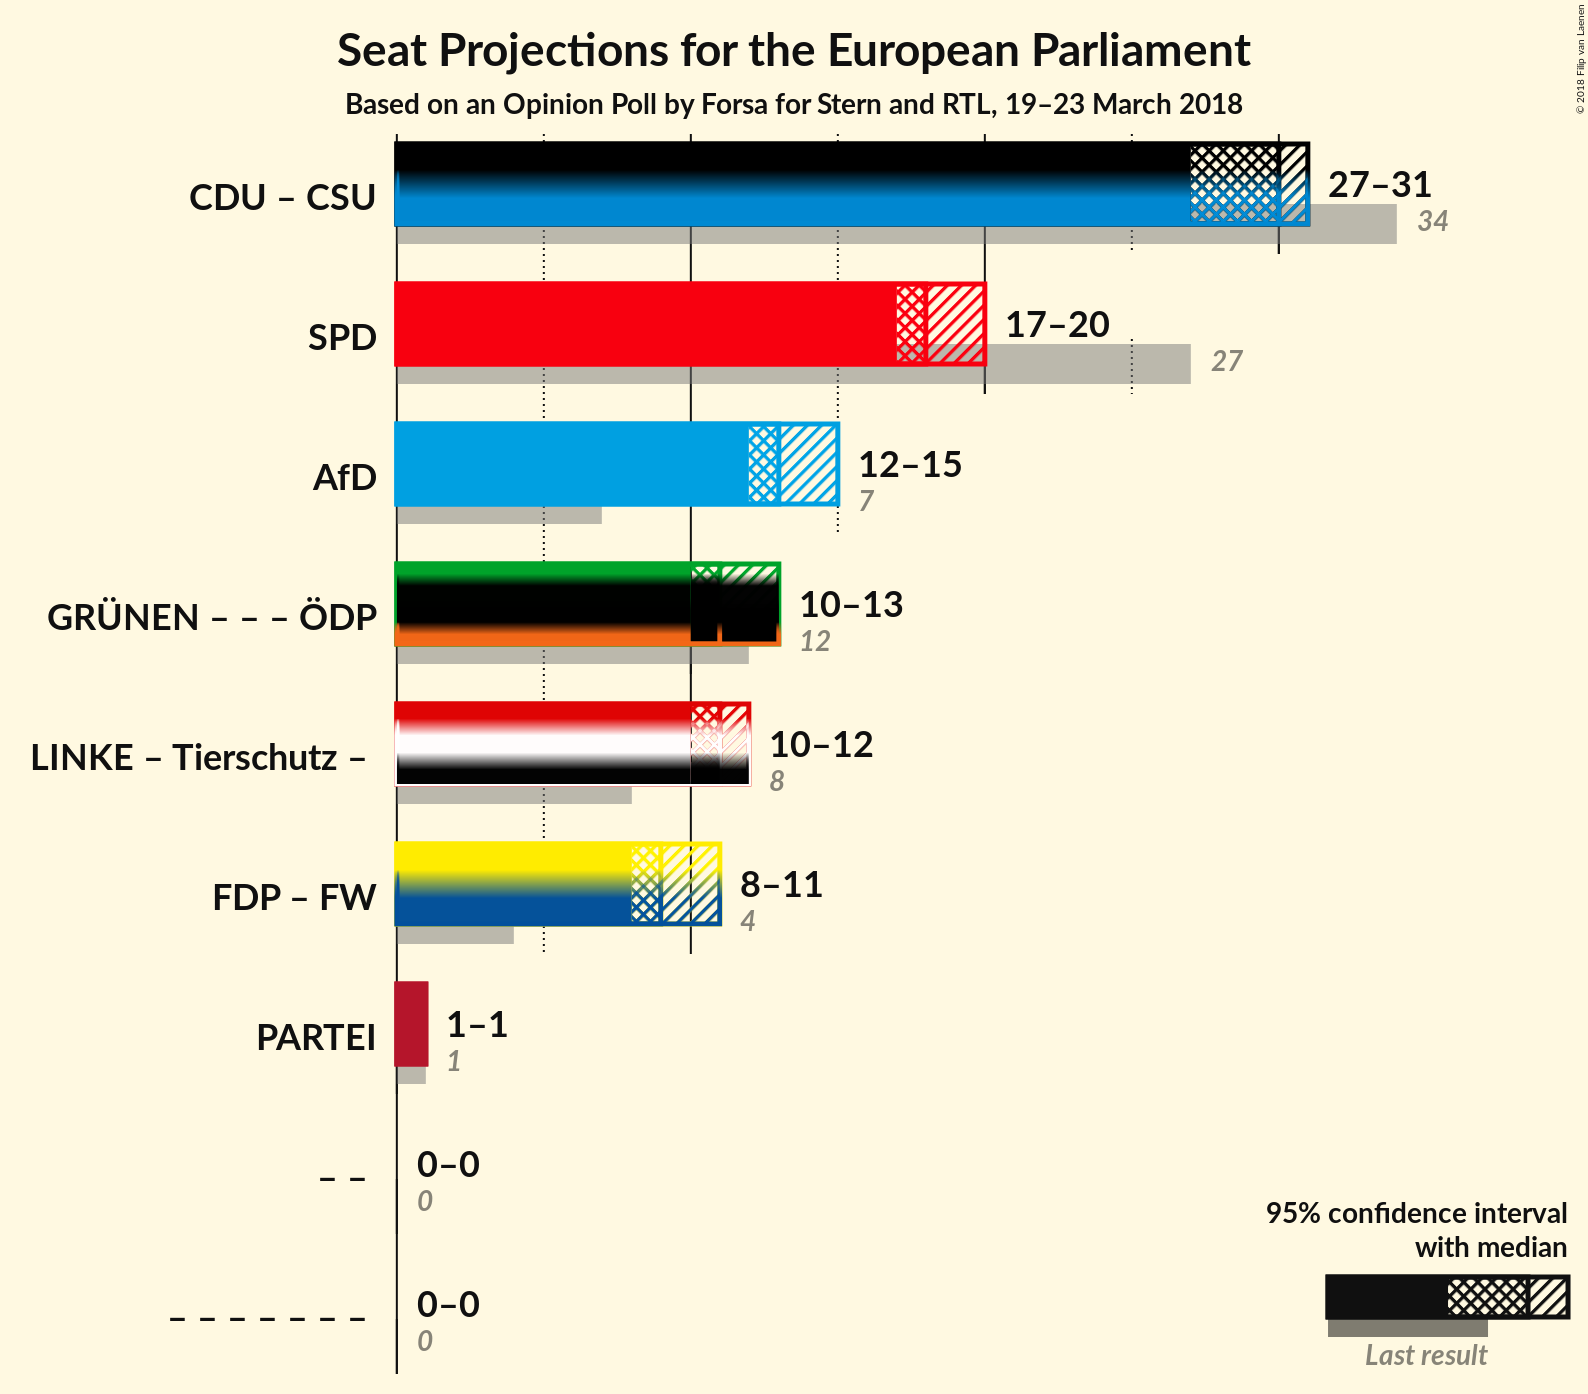 Seat Projections for the European Parliament
Based on an Opinion Poll by Forsa for Stern and RTL, 19–23 March 2018
© 2018 Filip van Laenen
CDU – CSU
27–31
34
SPD
17–20
27
AfD
12–15
7
GRÜNEN – – – ÖDP
10–13
12
LINKE – Tierschutz –
10–12
8
FDP – FW
8–11
4
PARTEI
1–1
1
– –
0–0
0
– – – – – – –
0–0
0
95% confidence interval
with median
Last result